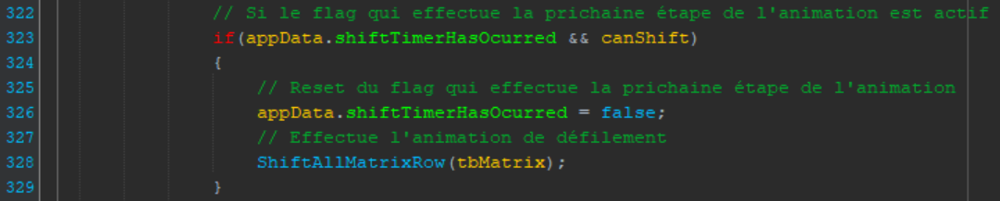 322 // Si le flag qui effectue la prichaine étape de l'animation est actif
323 if(appData.shiftTimerHasOcurred && canShift)
324 {
325 // Reset du flag qui effectue la prichaine étape de l'animation
326 appData.shiftTimerHasOcurred = false;
327 // Effectue l'animation de défilement
328 ShiftAllMatrixRow(tbMatrix);
329 }